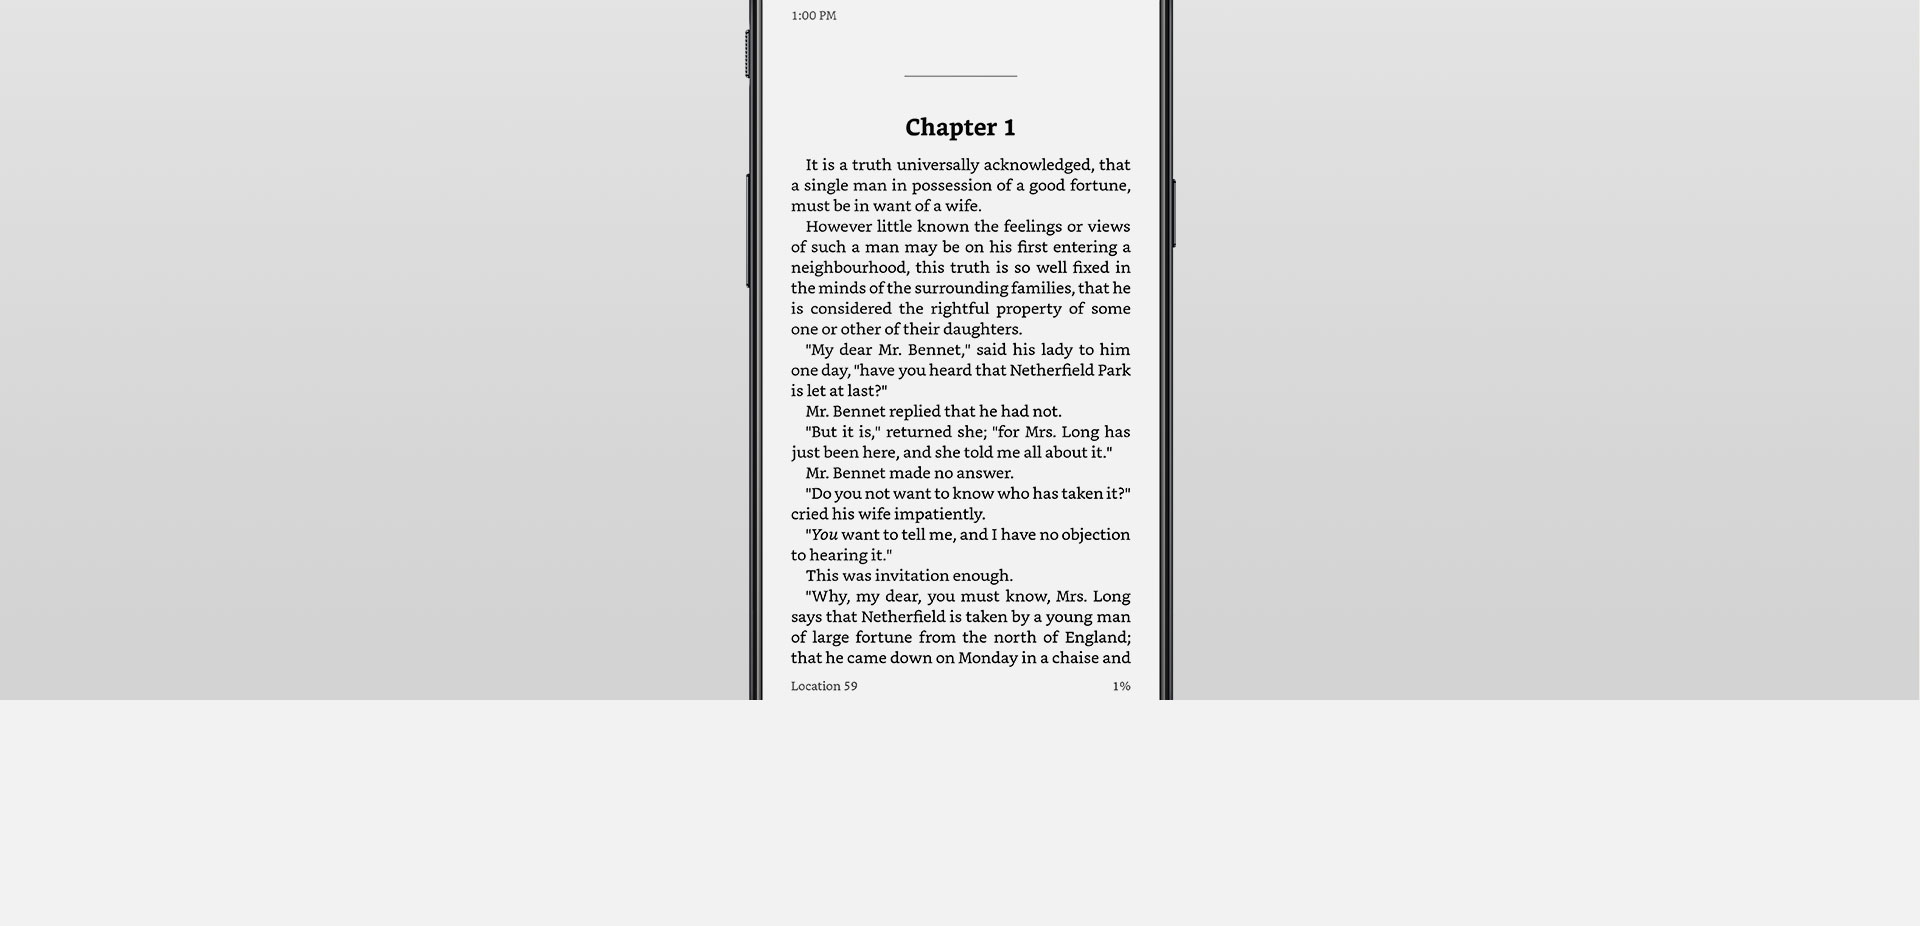 1:00 PM
Chapter 1
It is a truth universally acknowledged, that
a single man in possession of a good fortune,
must be in want of a wife.
However little known the feelings or views
of such a man may be on his first entering a
neighbourhood, this truth is so well fixed in
the minds of the surrounding families, that he
is considered the rightful property of some
one or other of their daughters.
"My dear Mr. Bennet," said his lady to him
one day, "have you heard that Netherfield Park
is let at last?"
Mr. Bennet replied that he had not.
"But it is," returned she; "for Mrs. Long has
just been here, and she told me all about it."
Mr. Bennet made no answer.
"Do you not want to know who has taken it?"
cried his wife impatiently.
"You want to tell me, and I have no objection
to hearing it."
This was invitation enough.
"Why, my dear, you must know, Mrs. Long
says that Netherfield is taken by a young man
of large fortune from the north of England;
that he came down on Monday in a chaise and
Location 59 1%